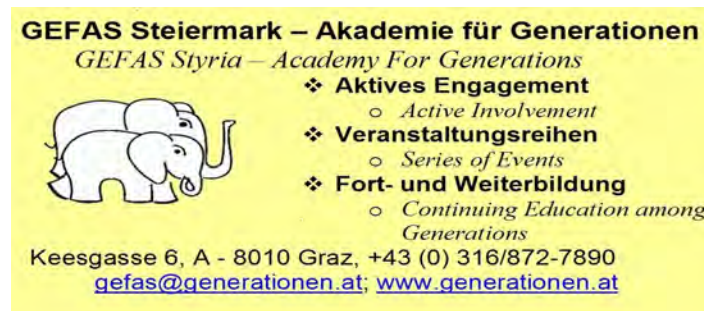 GEFAS Steiermark – Akademie für Generationen
GEFAS Styria – Academy For Generations
❖ Aktives Engagement
o Active Involvement
❖ Veranstaltungsreihen
o Series of Events
❖ Fort- und Weiterbildung
o Continuing Education among
Generations
Keesgasse 6, A - 8010 Graz, +43 (0) 316/872-7890
gefas@generationen.at; www.generationen.at